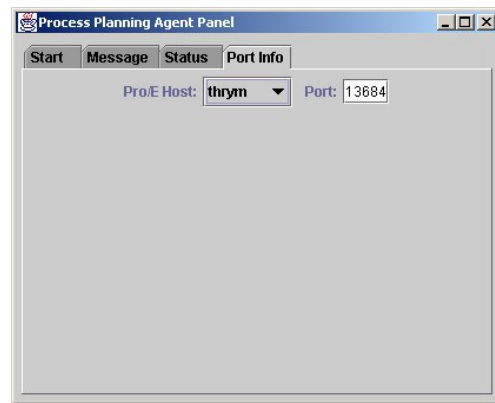 Process Planning Agent Panel
Start Message Status Port Info
Pro/E Host: thrym Port: 13684